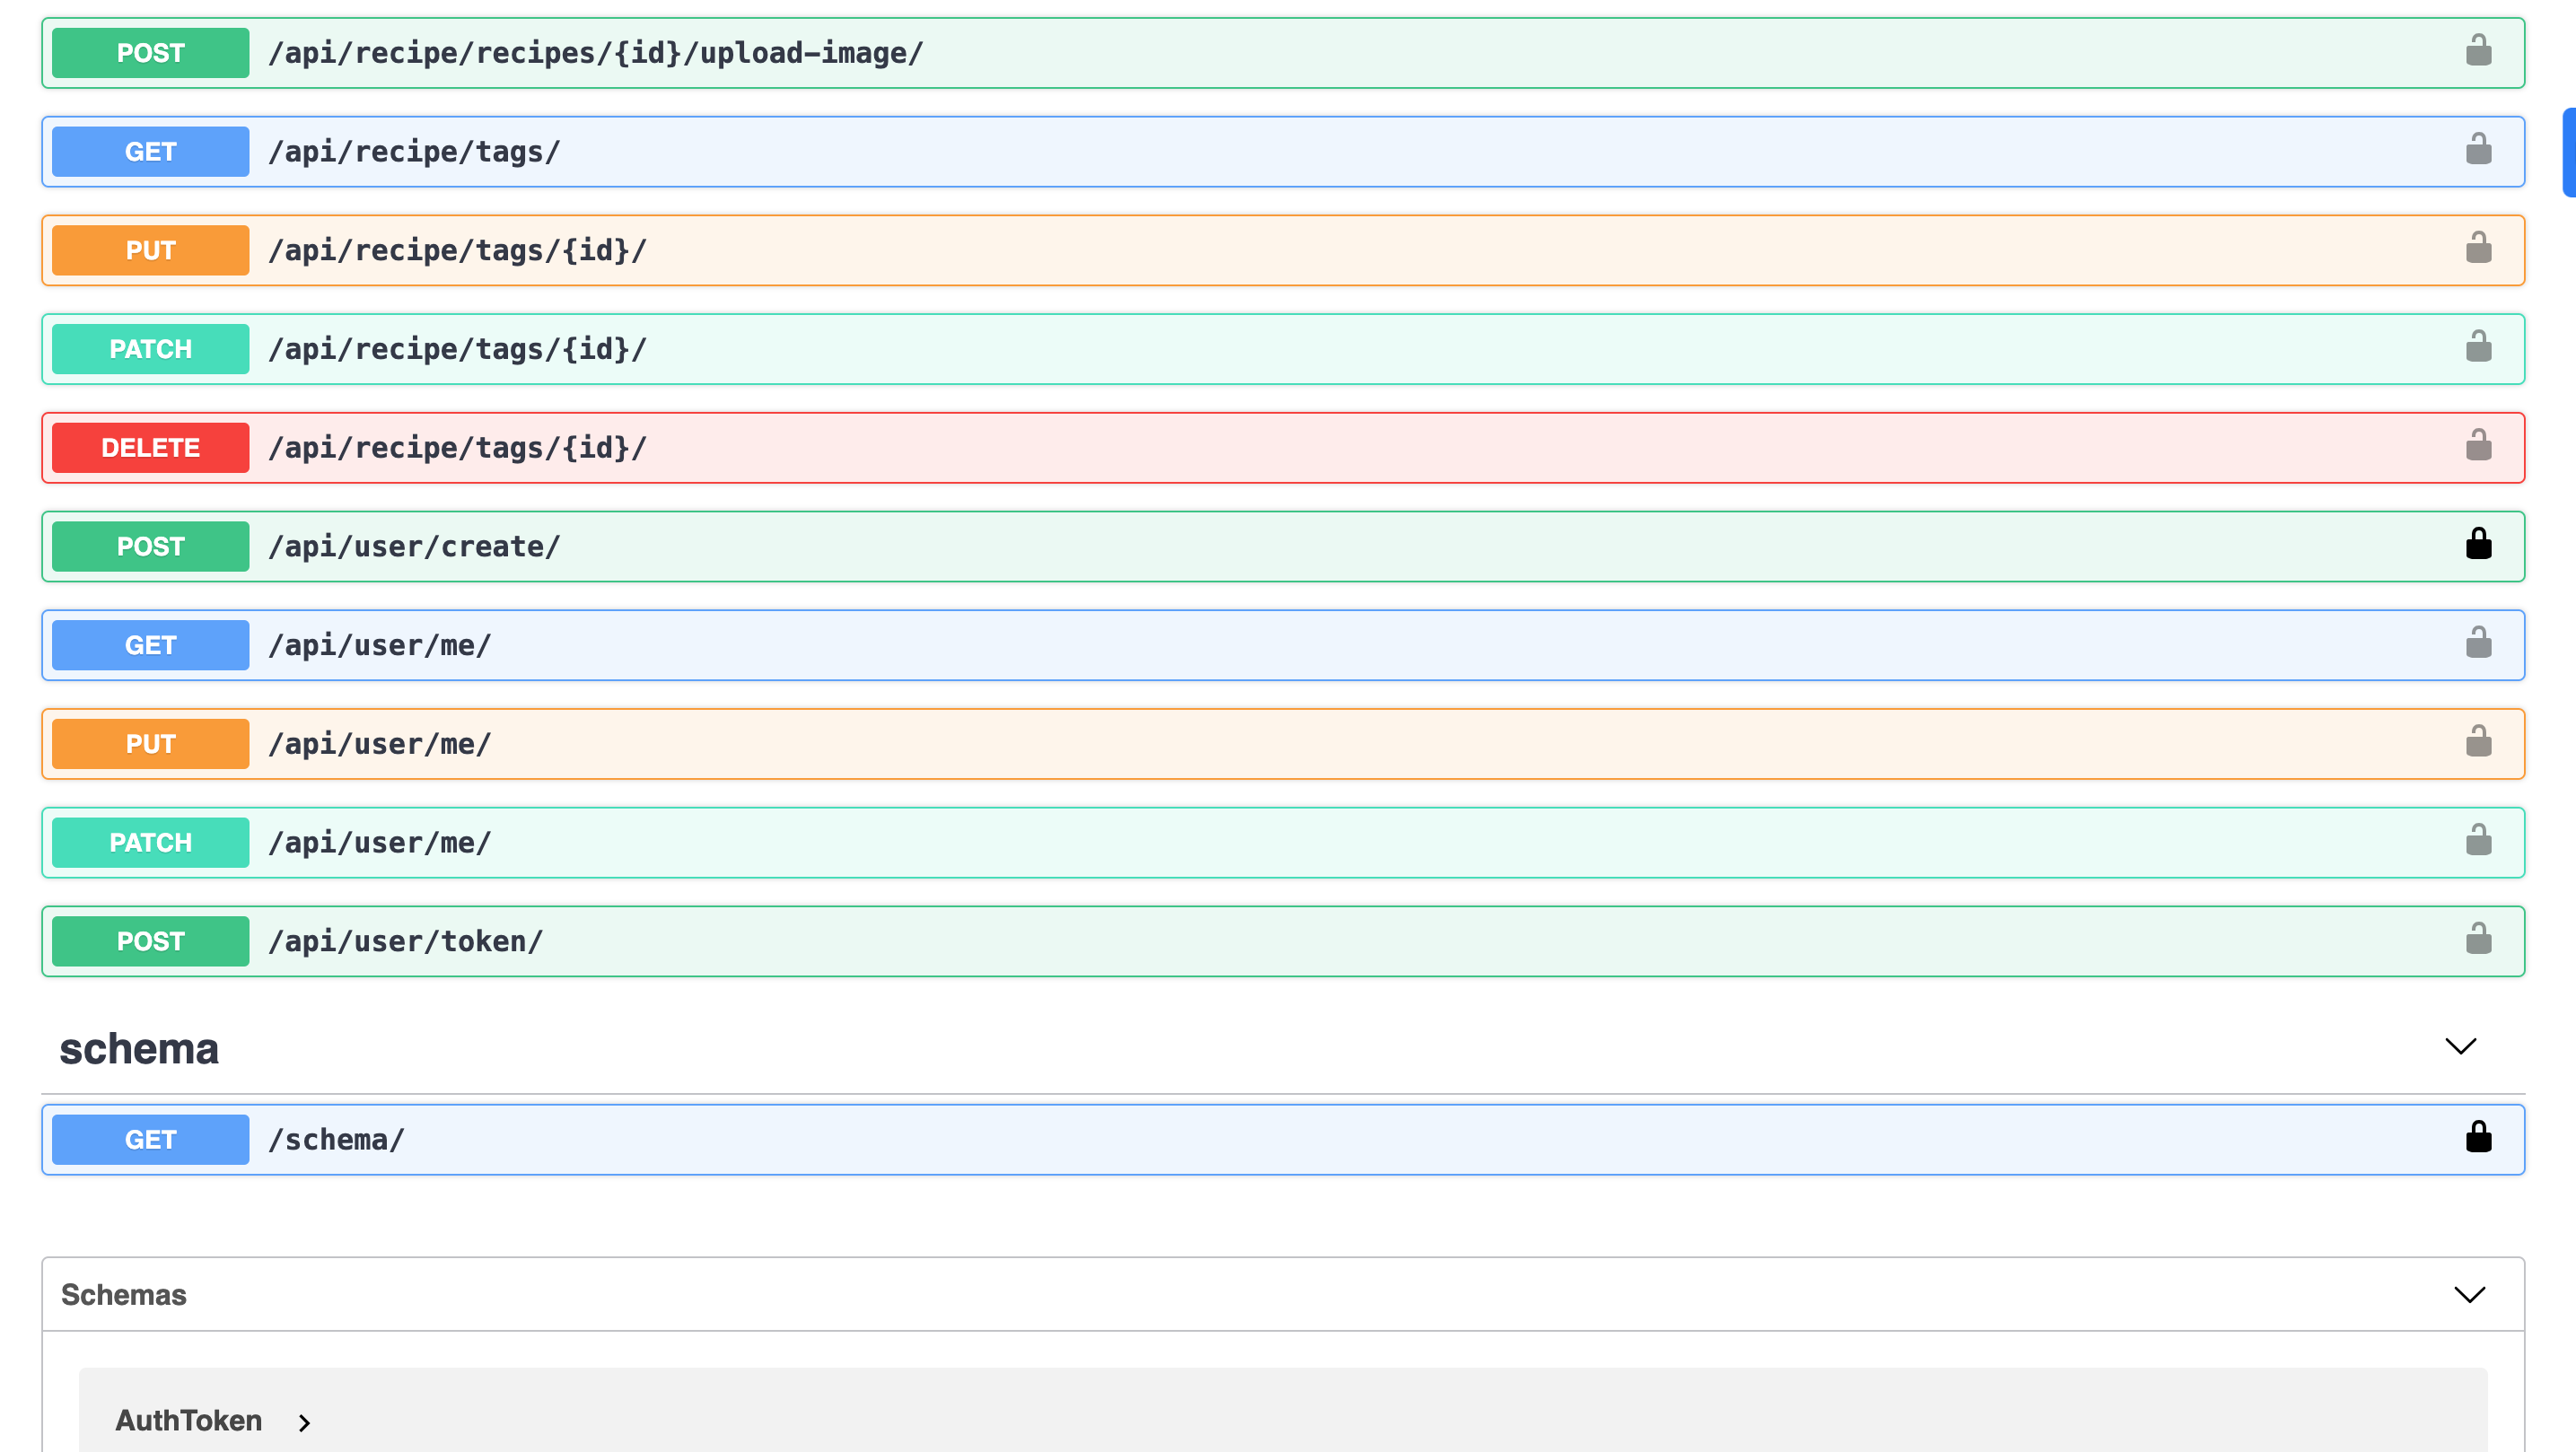 POST /api/recipe/recipes/{id}/upload-image/
GET /api/recipe/tags/
PUT /api/recipe/tags/{id}/
PATCH /api/recipe/tags/{id}/
DELETE /api/recipe/tags/{id}/
POST /api/user/create/
GET /api/user/me/
PUT /api/user/me/
PATCH /api/user/me/
POST /api/user/token/
schema
GET /schema/
Schemas
AuthToken